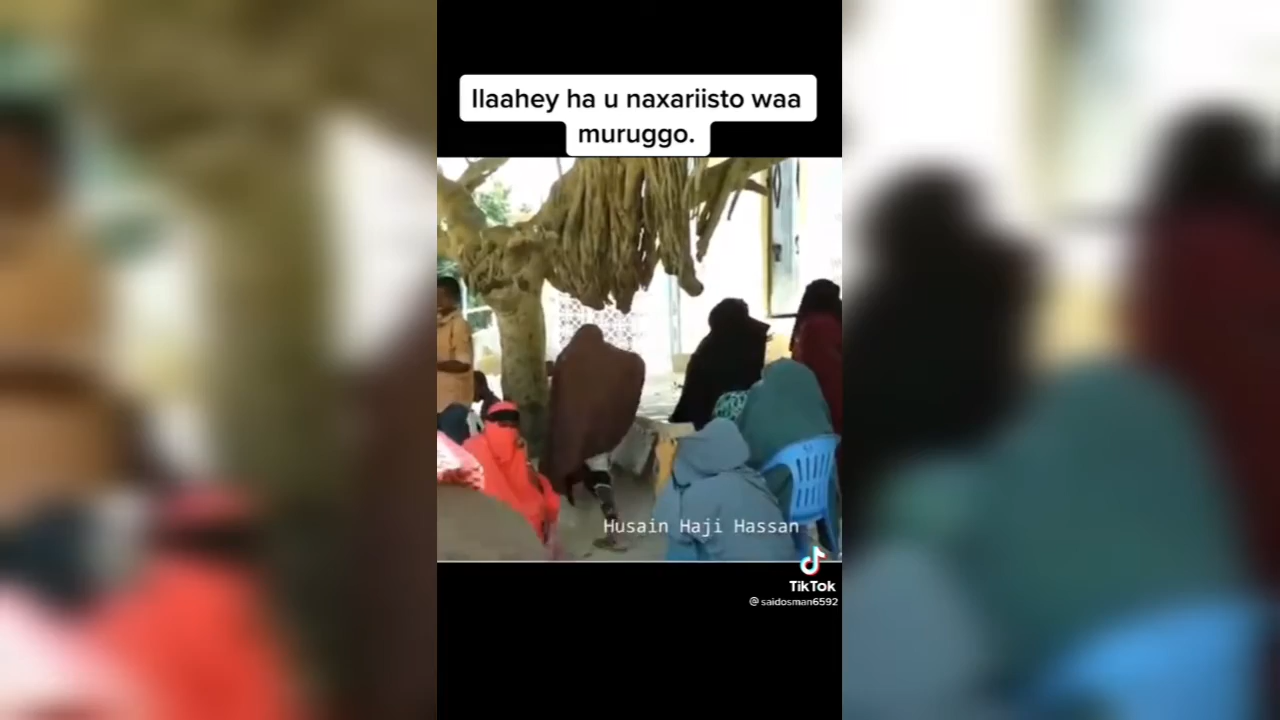 Ilaahey ha u naxariisto waa
muruggo.
Husain Haji Hassan
TikTok
@saidosman6592